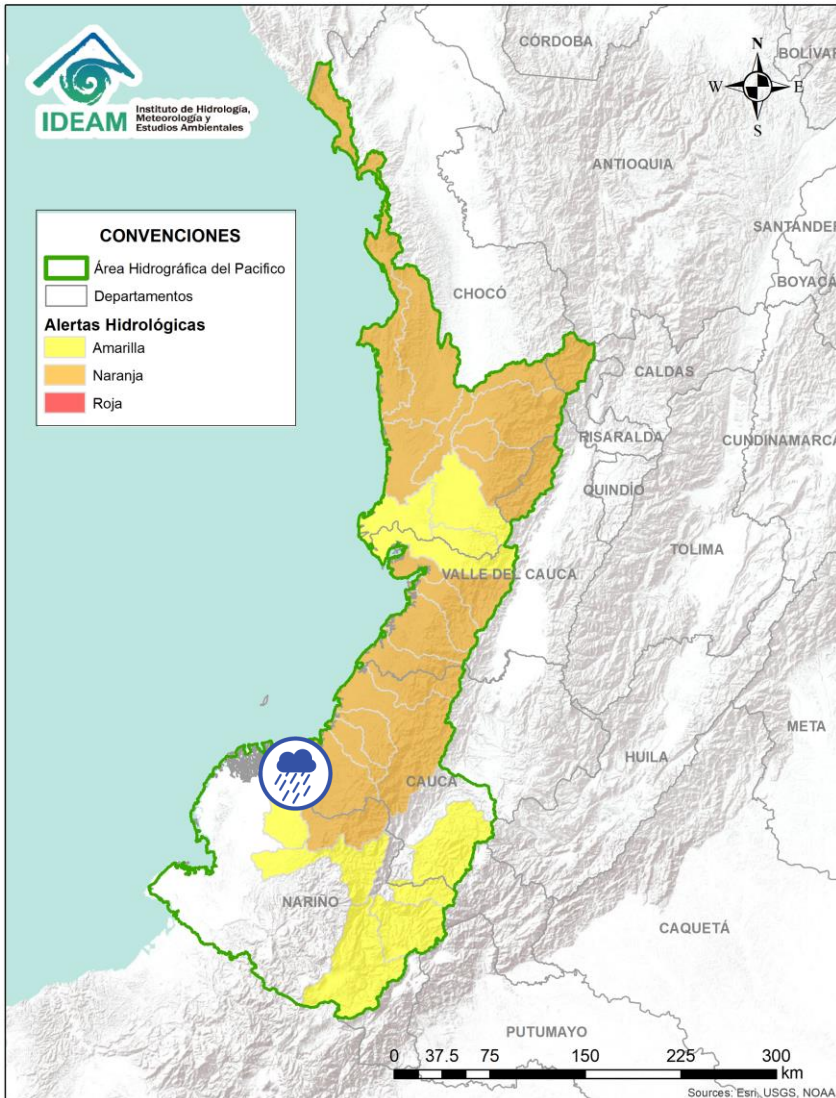 CÓRDOBA
BOLÍVAR
N
W
E
S
IDEAM
Instituto de Hidrología,
Meteorología y
Estudios Ambientales
ANTIOQUIA
CONVENCIONES
Área Hidrográfica del Pacifico
Departamentos
Alertas Hidrológicas
Amarilla
Naranja
Roja
SANTANDER
BOYACÁ
CHOCÓ
CALDAS
RISARALDA
CUNDINAMARCA
QUINDÍO
TOLIMA
VALLE DEL CAUCA
META
HUILA
CAUCA
NARIÑO
CAQUETÁ
PUTUMAYO
0 37.5 75 150 225 300
km
Sources: Esri, USGS, NOAA